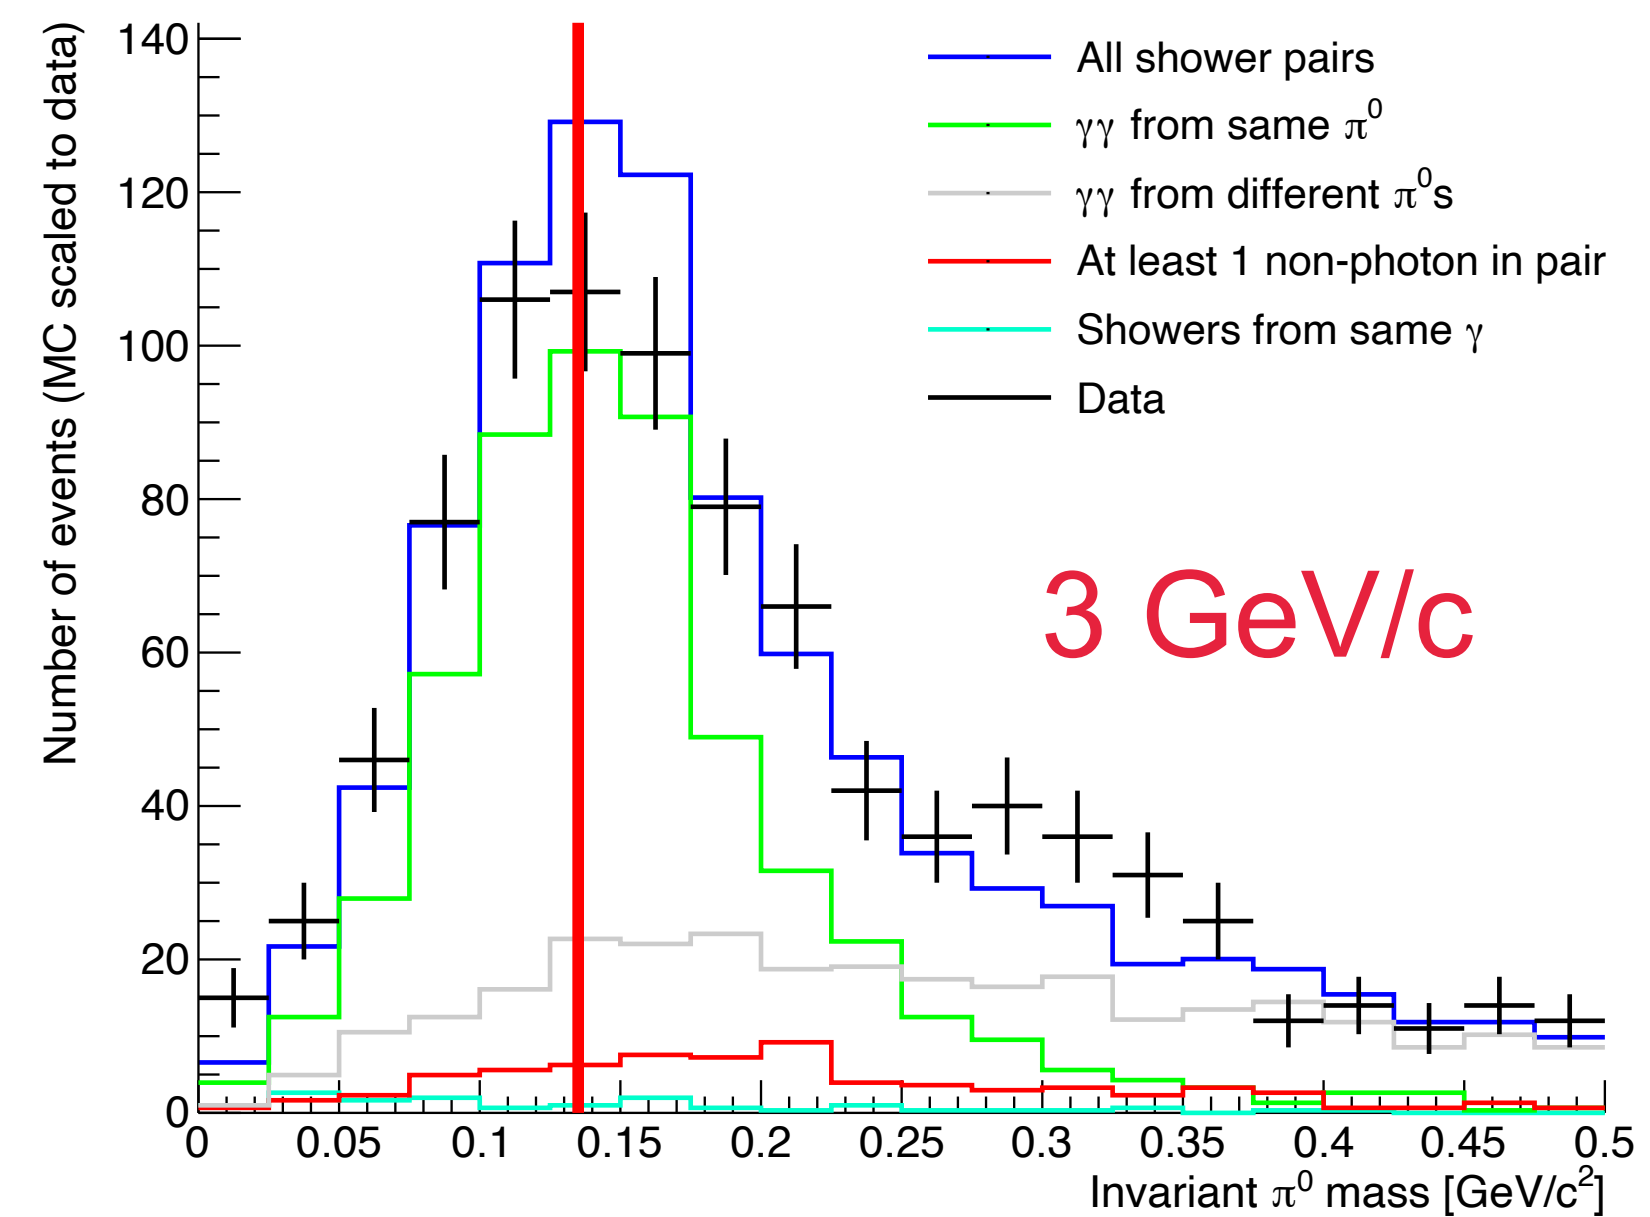 Number of events (MC scaled to data)
140
120
100
80
60
40
20
0
All shower pairs
γγ from same π⁰
γγ from different π⁰s
At least 1 non-photon in pair
Showers from same γ
Data
3 GeV/c
0 0.05 0.1 0.15 0.2 0.25 0.3 0.35 0.4 0.45 0.5
Invariant π⁰ mass [GeV/c²]